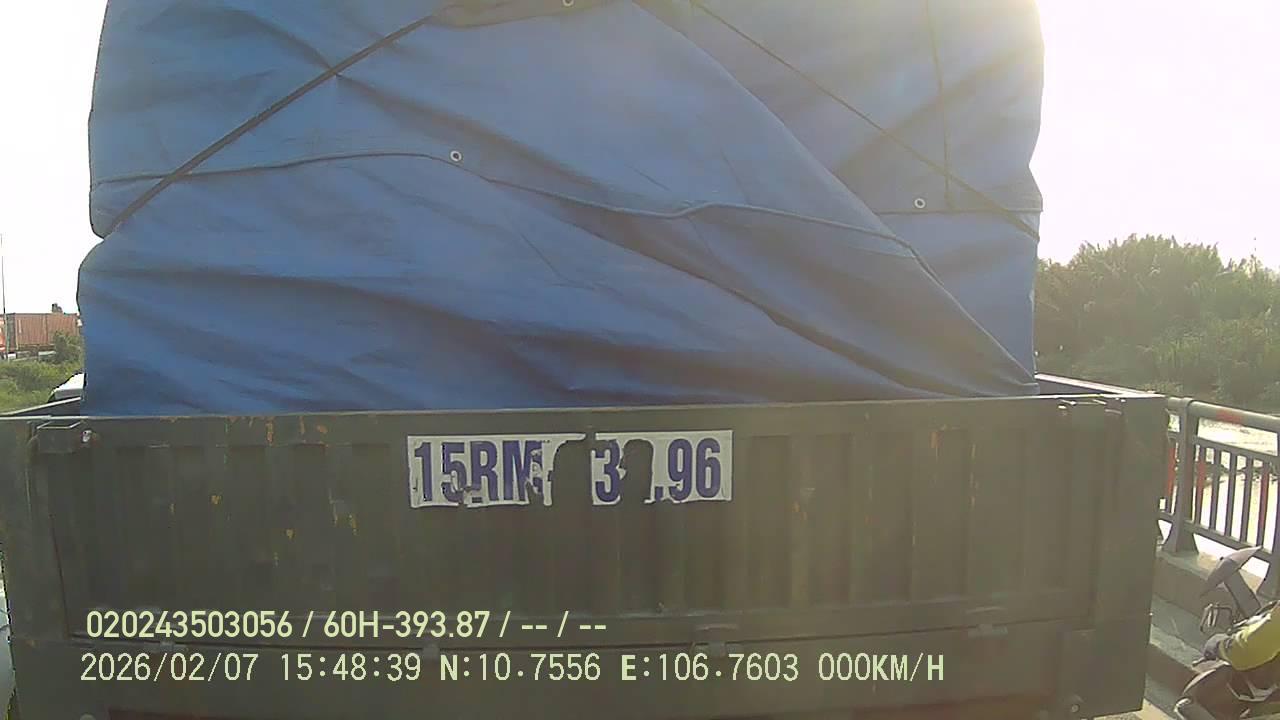 15RM- 3 .96
020243503056 / 60H-393.87 / -- / --
2026/02/07 15:48:39 N:10.7556 E:106.7603 000KM/H